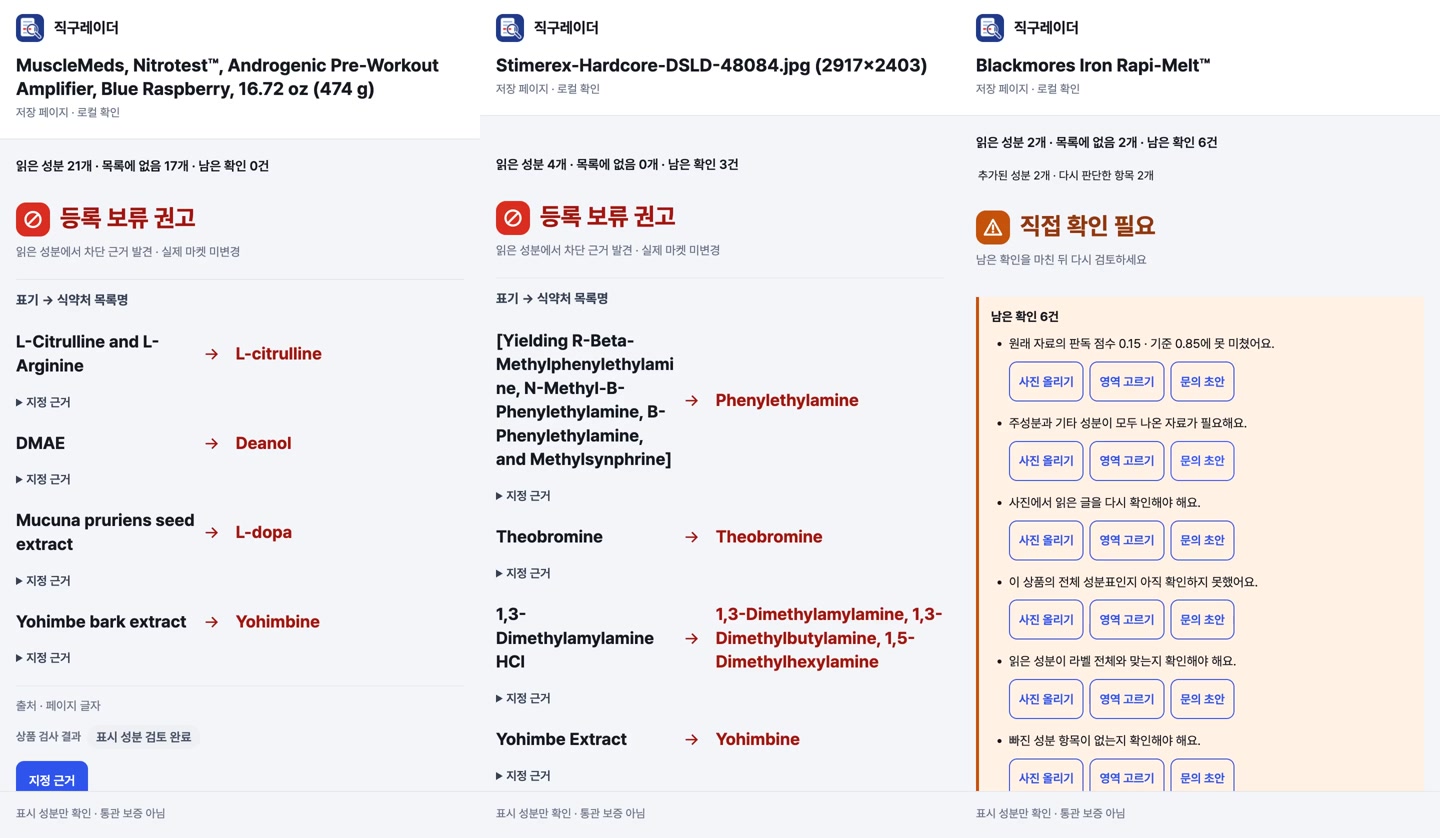 직구레이더
MuscleMeds, Nitrotest™, Androgenic Pre-Workout
Amplifier, Blue Raspberry, 16.72 oz (474 g)
저장 페이지 · 로컬 확인
읽은 성분 21개 · 목록에 없음 17개 · 남은 확인 0건
등록 보류 권고
읽은 성분에서 차단 근거 발견 · 실제 마켓 미변경
표기 → 식약처 목록명
L-Citrulline and L-
Arginine
→ L-citrulline
▶ 지정 근거
DMAE → Deanol
▶ 지정 근거
Mucuna pruriens seed
extract
→ L-dopa
▶ 지정 근거
Yohimbe bark extract → Yohimbine
▶ 지정 근거
출처 · 페이지 글자
상품 검사 결과 표시 성분 검토 완료
지정 근거
표시 성분만 확인 · 통관 보증 아님
직구레이더
Stimerex-Hardcore-DSLD-48084.jpg (2917×2403)
저장 페이지 · 로컬 확인
읽은 성분 4개 · 목록에 없음 0개 · 남은 확인 3건
등록 보류 권고
읽은 성분에서 차단 근거 발견 · 실제 마켓 미변경
표기 → 식약처 목록명
[Yielding R-Beta-
Methylphenylethylami
ne, N-Methyl-B-
Phenylethylamine, B-
Phenylethylamine,
and Methylsynphrine]
→ Phenylethylamine
▶ 지정 근거
Theobromine → Theobromine
▶ 지정 근거
1,3-
Dimethylamylamine
HCl
→ 1,3-Dimethylamylamine, 1,3-
Dimethylbutylamine, 1,5-
Dimethylhexylamine
▶ 지정 근거
Yohimbe Extract → Yohimbine
▶ 지정 근거
표시 성분만 확인 · 통관 보증 아님
직구레이더
Blackmores Iron Rapi-Melt™
저장 페이지 · 로컬 확인
읽은 성분 2개 · 목록에 없음 2개 · 남은 확인 6건
추가된 성분 2개 · 다시 판단한 항목 2개
직접 확인 필요
남은 확인을 마친 뒤 다시 검토하세요
남은 확인 6건
• 원래 자료의 판독 점수 0.15 · 기준 0.85에 못 미쳤어요.
사진 올리기 영역 고르기 문의 초안
• 주성분과 기타 성분이 모두 나온 자료가 필요해요.
사진 올리기 영역 고르기 문의 초안
• 사진에서 읽은 글을 다시 확인해야 해요.
사진 올리기 영역 고르기 문의 초안
• 이 상품의 전체 성분표인지 아직 확인하지 못했어요.
사진 올리기 영역 고르기 문의 초안
• 읽은 성분이 라벨 전체와 맞는지 확인해야 해요.
사진 올리기 영역 고르기 문의 초안
• 빠진 성분 항목이 없는지 확인해야 해요.
사진 올리기 영역 고르기 문의 초안
표시 성분만 확인 · 통관 보증 아님